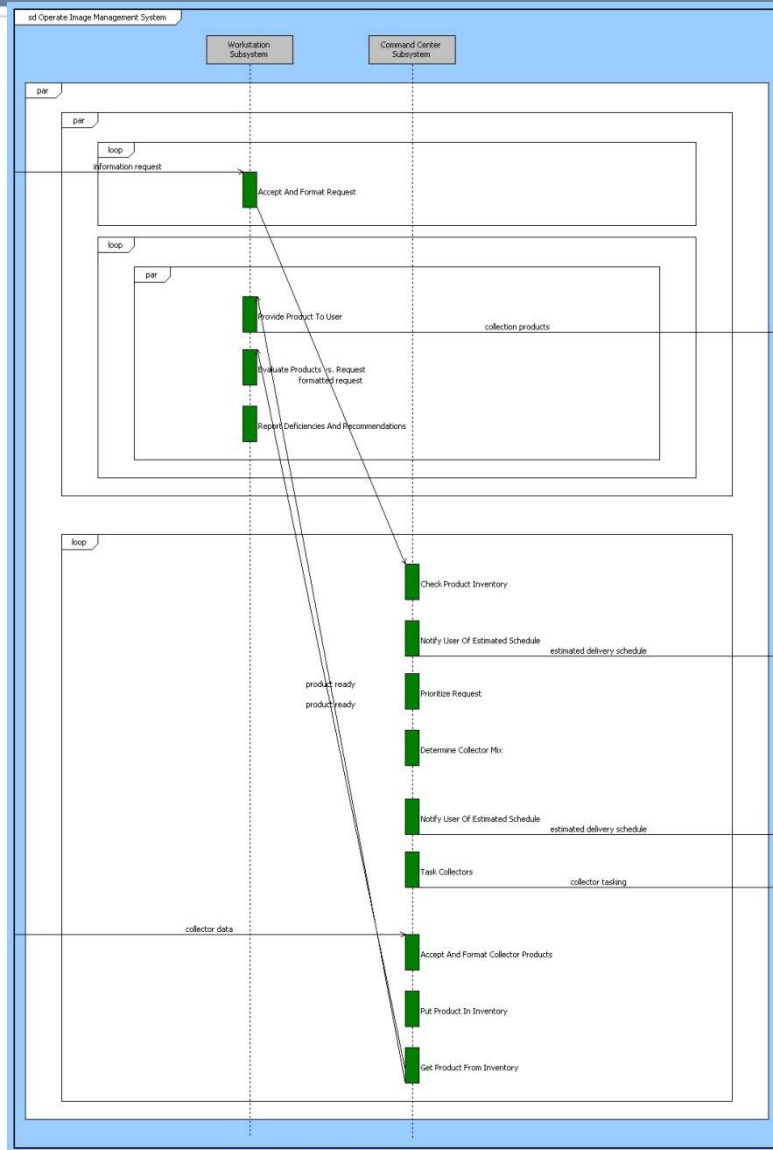 sd Operate Image Management System
Workstation
Subsystem
Command Center
Subsystem
par
par
loop
information request
Accept And Format Request
loop
par
Provide Product To User
collection products
Evaluate Products vs. Request
formatted request
Report Deficiencies And Recommendations
loop
Check Product Inventory
Notify User Of Estimated Schedule
estimated delivery schedule
product ready
Prioritize Request
product ready
Determine Collector Mix
Notify User Of Estimated Schedule
estimated delivery schedule
Task Collectors
collector tasking
collector data
Accept And Format Collector Products
Put Product In Inventory
Get Product From Inventory